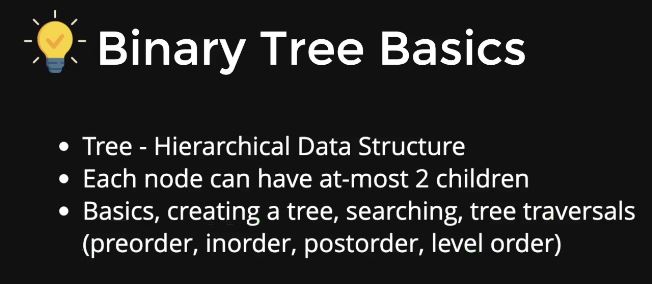 Binary Tree Basics
• Tree - Hierarchical Data Structure
• Each node can have at-most 2 children
• Basics, creating a tree, searching, tree traversals
(preorder, inorder, postorder, level order)